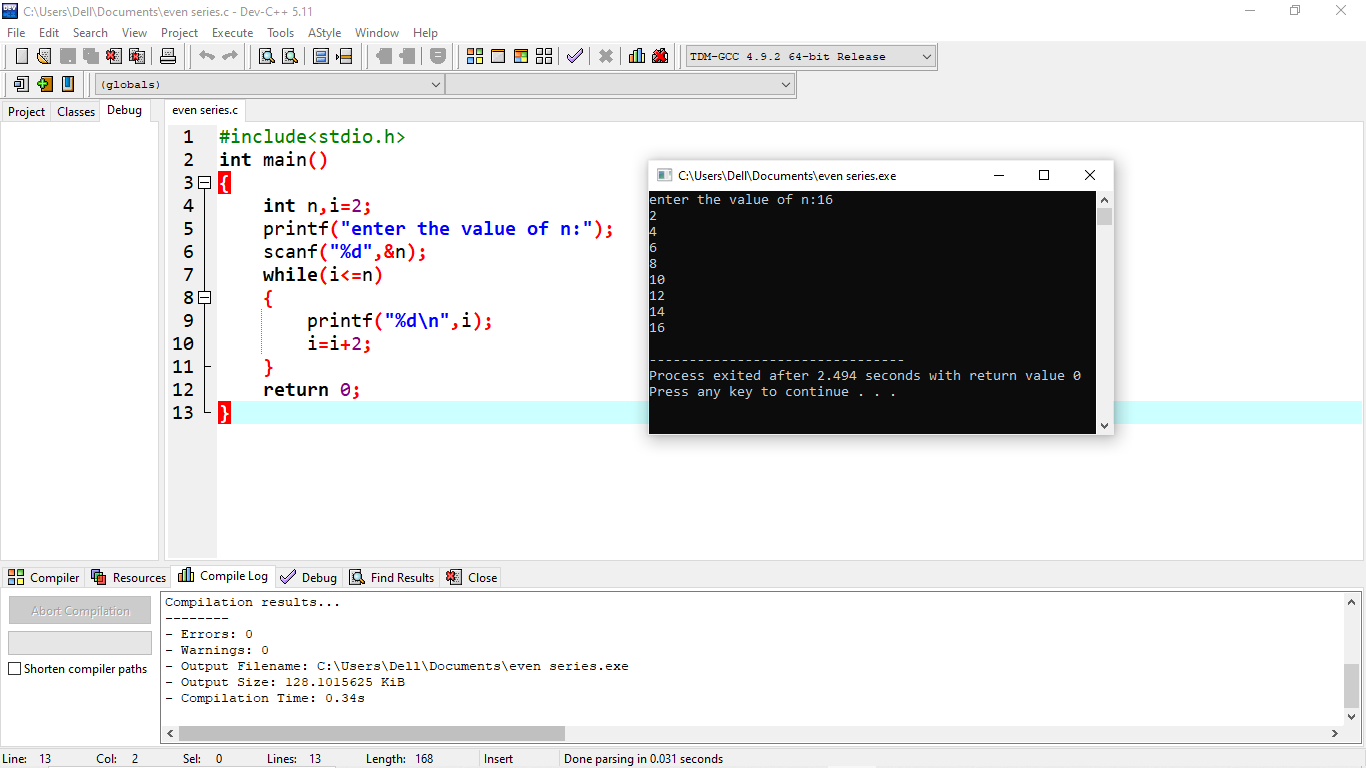 C:\Users\Dell\Documents\even series.c - Dev-C++ 5.11
File Edit Search View Project Execute Tools AStyle Window Help
TDM-GCC 4.9.2 64-bit Release
(globals)
Project Classes Debug even series.c
1 #include<stdio.h>
2 int main()
3 {
4 int n,i=2;
5 printf("enter the value of n:");
6 scanf("%d",&n);
7 while(i<=n)
8 {
9 printf("%d\n",i);
10 i=i+2;
11 }
12 return 0;
13 }
C:\Users\Dell\Documents\even series.exe
enter the value of n:16
2
4
6
8
10
12
14
16
--------------------------------
Process exited after 2.494 seconds with return value 0
Press any key to continue . . .
Compiler Resources Compile Log Debug Find Results Close
Abort Compilation
Shorten compiler paths
Compilation results...
--------
- Errors: 0
- Warnings: 0
- Output Filename: C:\Users\Dell\Documents\even series.exe
- Output Size: 128.1015625 KiB
- Compilation Time: 0.34s
Line: 13 Col: 2 Sel: 0 Lines: 13 Length: 168 Insert Done parsing in 0.031 seconds